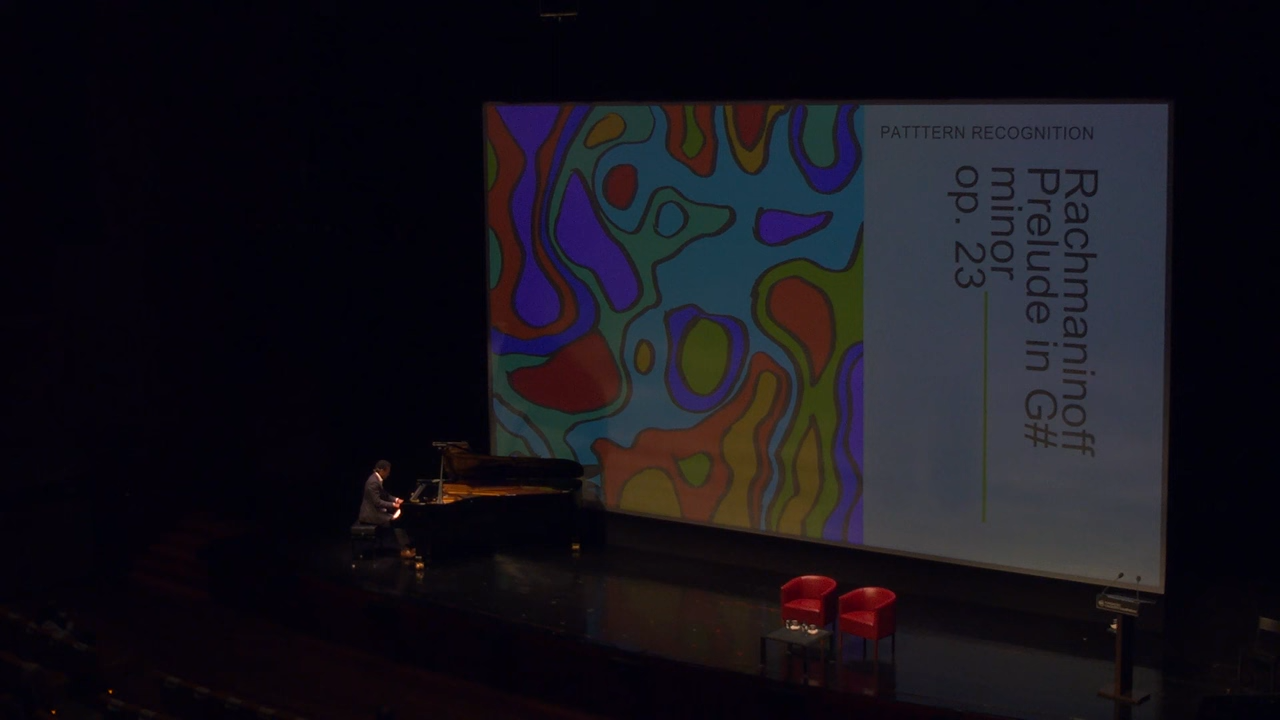 PATTTERN RECOGNITION
Rachmaninoff
Prelude in G#
minor
op. 23